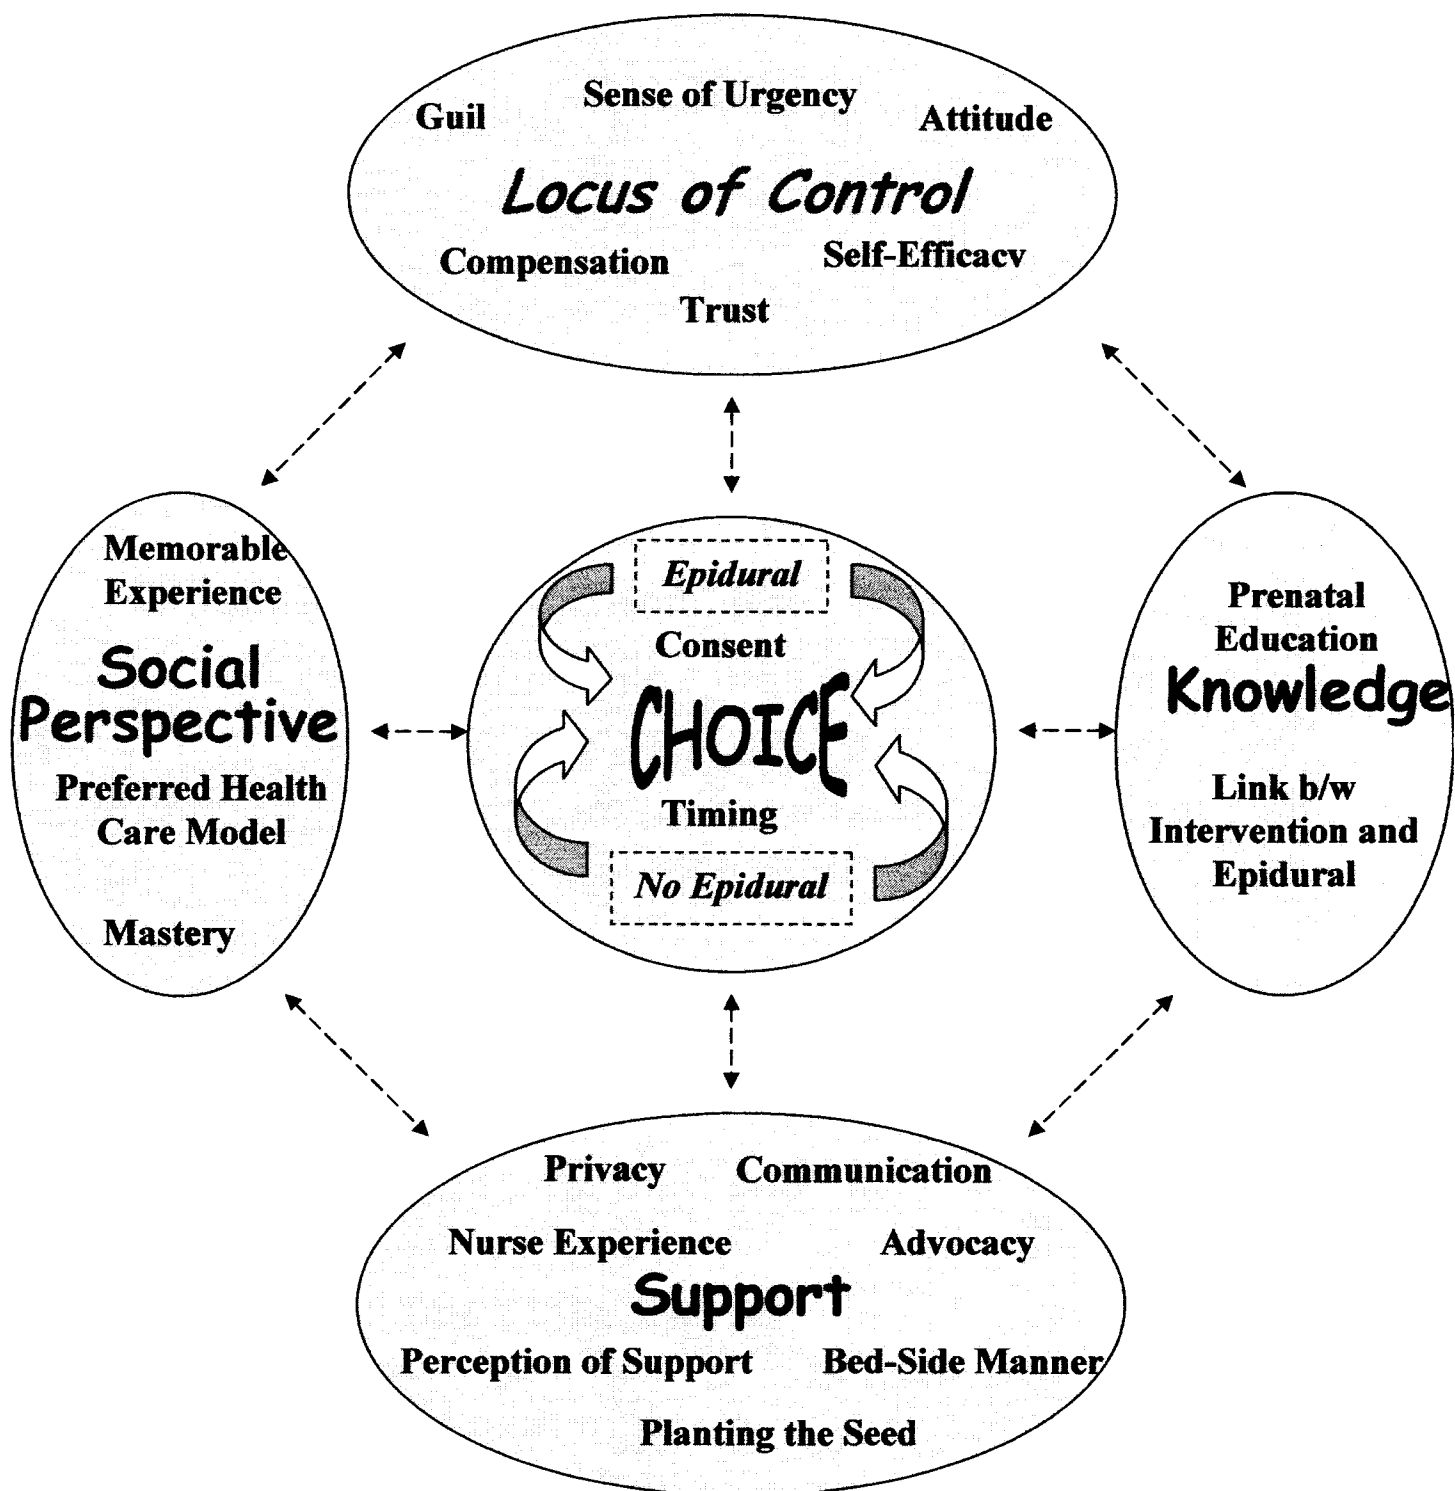 Sense of Urgency
Guil
Attitude
Locus of Control
Compensation
Self-Efficacv
Trust
Memorable
Experience
Social
Perspective
Preferred Health
Care Model
Mastery
Epidural
Consent
CHOICE
Timing
No Epidural
Prenatal
Education
Knowledge
Link b/w
Intervention and
Epidural
Privacy
Communication
Nurse Experience
Advocacy
Support
Perception of Support
Bed-Side Manner
Planting the Seed